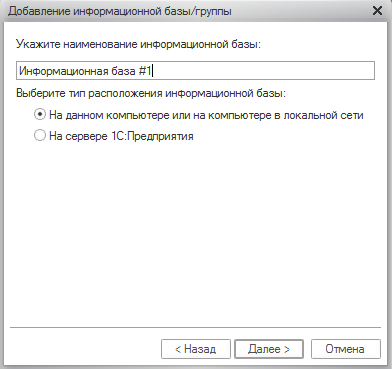 Добавление информационной базы/группы
Укажите наименование информационной базы:
Информационная база #1
Выберите тип расположения информационной базы:
На данном компьютере или на компьютере в локальной сети
На сервере 1С:Предприятия
< Назад
Далее >
Отмена